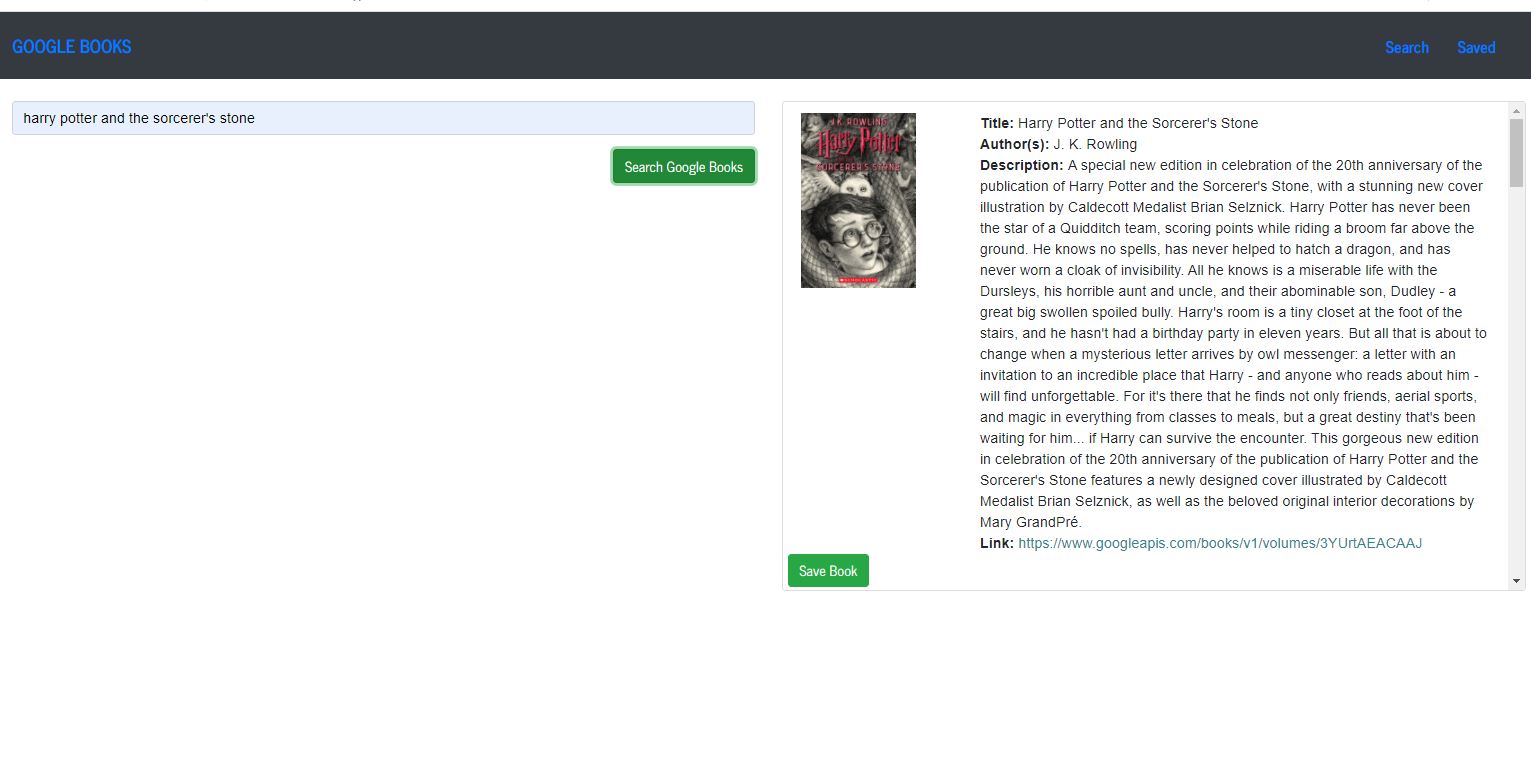 GOOGLE BOOKS
Search
Saved
harry potter and the sorcerer's stone
Search Google Books
J.K. ROWLING
Harry Potter
SORCERER'S STONE
SCHOLASTIC
Title: Harry Potter and the Sorcerer's Stone
Author(s): J. K. Rowling
Description: A special new edition in celebration of the 20th anniversary of the
publication of Harry Potter and the Sorcerer's Stone, with a stunning new cover
illustration by Caldecott Medalist Brian Selznick. Harry Potter has never been
the star of a Quidditch team, scoring points while riding a broom far above the
ground. He knows no spells, has never helped to hatch a dragon, and has
never worn a cloak of invisibility. All he knows is a miserable life with the
Dursleys, his horrible aunt and uncle, and their abominable son, Dudley - a
great big swollen spoiled bully. Harry's room is a tiny closet at the foot of the
stairs, and he hasn't had a birthday party in eleven years. But all that is about to
change when a mysterious letter arrives by owl messenger: a letter with an
invitation to an incredible place that Harry - and anyone who reads about him -
will find unforgettable. For it's there that he finds not only friends, aerial sports,
and magic in everything from classes to meals, but a great destiny that's been
waiting for him... if Harry can survive the encounter. This gorgeous new edition
in celebration of the 20th anniversary of the publication of Harry Potter and the
Sorcerer's Stone features a newly designed cover illustrated by Caldecott
Medalist Brian Selznick, as well as the beloved original interior decorations by
Mary GrandPré.
Link: https://www.googleapis.com/books/v1/volumes/3YUrtAEACAAJ
Save Book